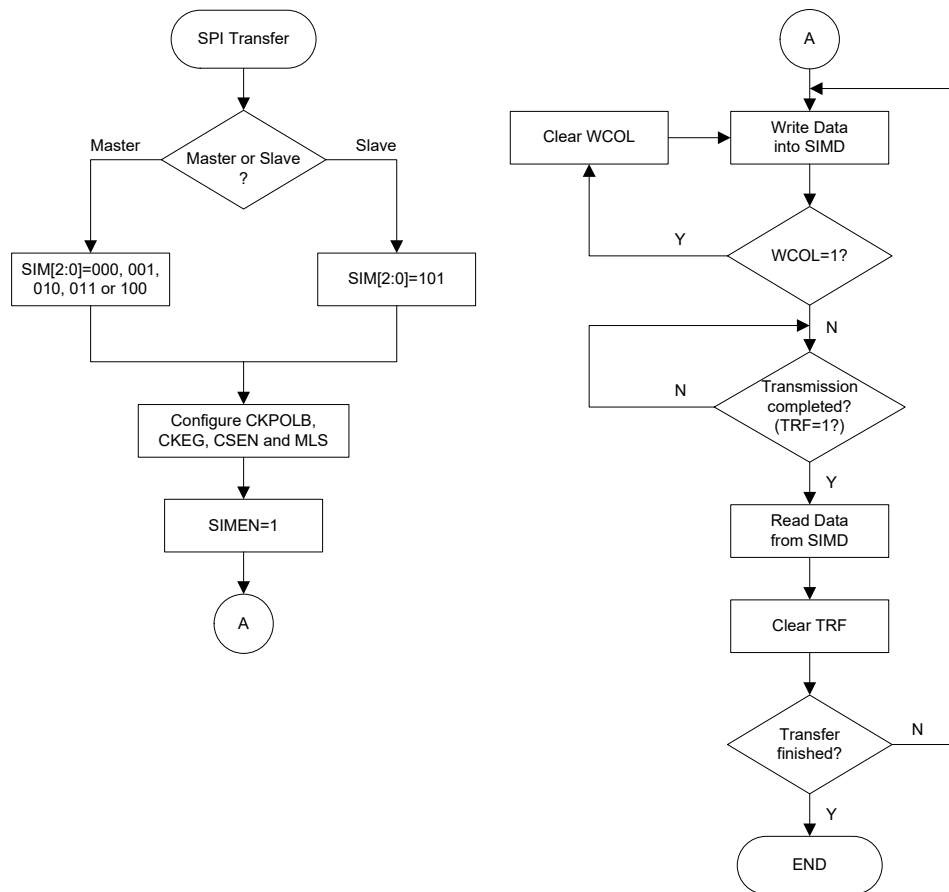 SPI Transfer
Master or Slave
?
Master
Slave
SIM[2:0]=000, 001,
010, 011 or 100
SIM[2:0]=101
Configure CKPOLB,
CKEG, CSEN and MLS
SIMEN=1
A
A
Write Data
into SIMD
Clear WCOL
WCOL=1?
Y
N
Transmission
completed?
(TRF=1?)
N
Y
Read Data
from SIMD
Clear TRF
Transfer
finished?
N
Y
END